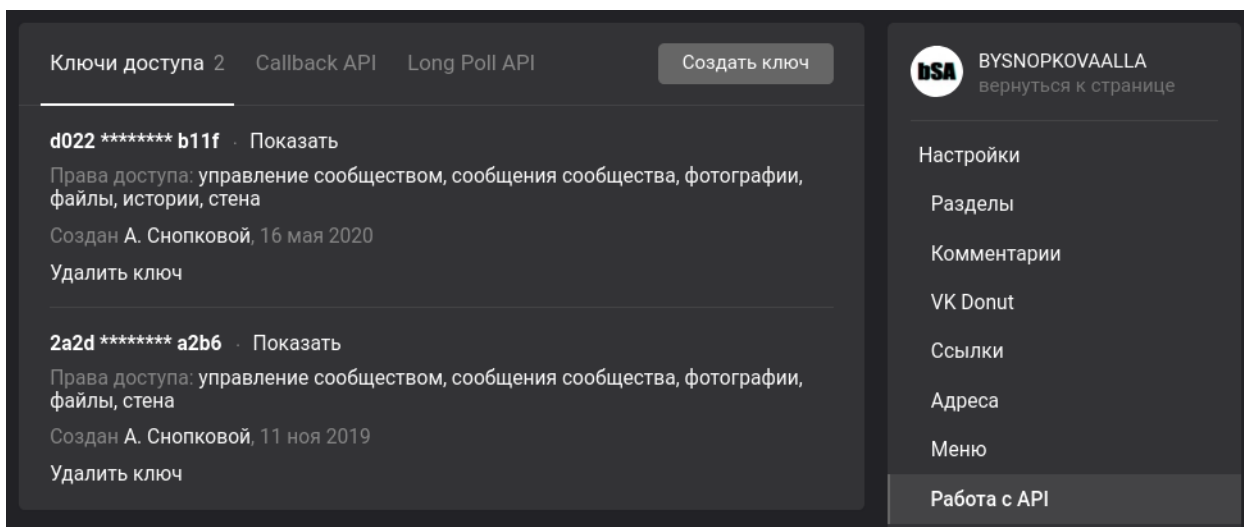 Ключи доступа 2 Callback API Long Poll API Создать ключ
d022 ******** b11f · Показать
Права доступа: управление сообществом, сообщения сообщества, фотографии,
файлы, истории, стена
Создан А. Снопковой, 16 мая 2020
Удалить ключ
2a2d ******** a2b6 · Показать
Права доступа: управление сообществом, сообщения сообщества, фотографии,
файлы, стена
Создан А. Снопковой, 11 ноя 2019
Удалить ключ
bSA
BYSNOPKOVAALLA
вернуться к странице
Настройки
Разделы
Комментарии
VK Donut
Ссылки
Адреса
Меню
Работа с API